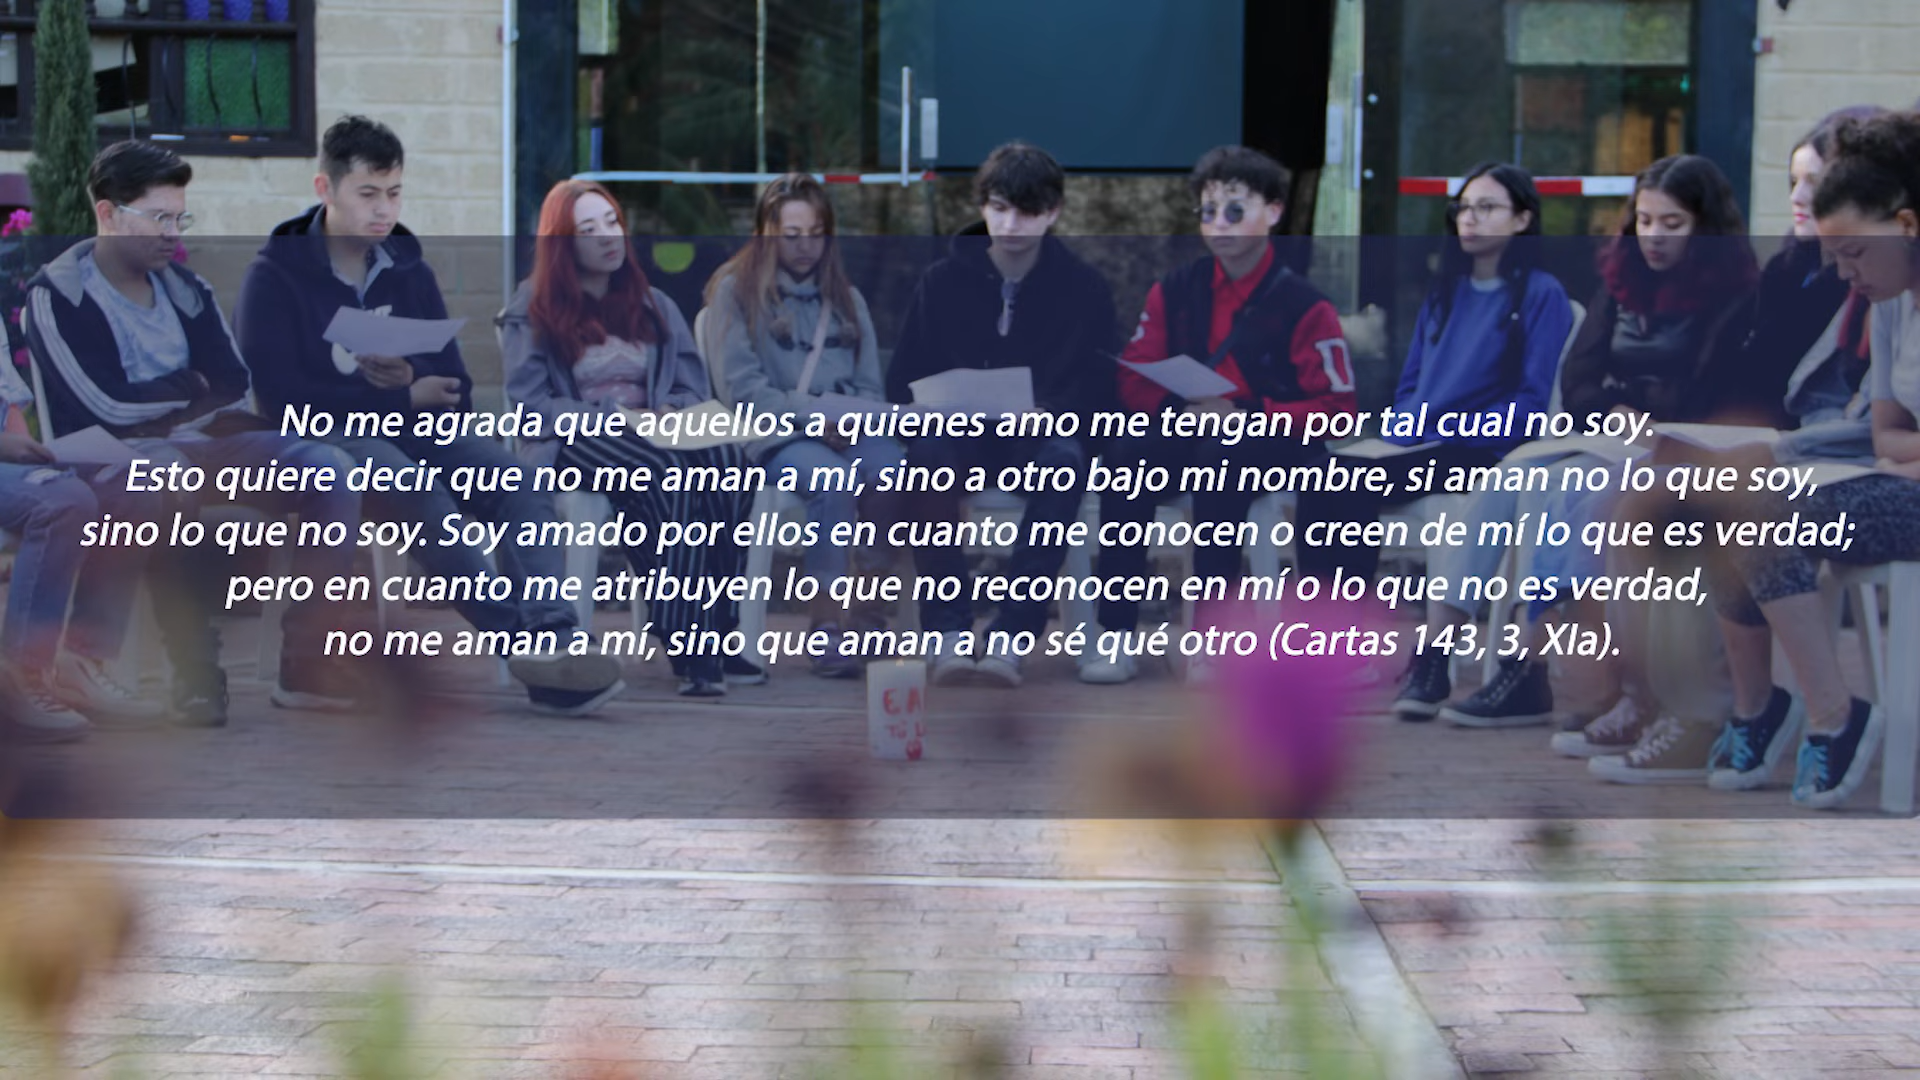 No me agrada que aquellos a quienes amo me tengan por tal cual no soy.
Esto quiere decir que no me aman a mí, sino a otro bajo mi nombre, si aman no lo que soy,
sino lo que no soy. Soy amado por ellos en cuanto me conocen o creen de mí lo que es verdad;
pero en cuanto me atribuyen lo que no reconocen en mí o lo que no es verdad,
no me aman a mí, sino que aman a no sé qué otro (Cartas 143, 3, Xla).